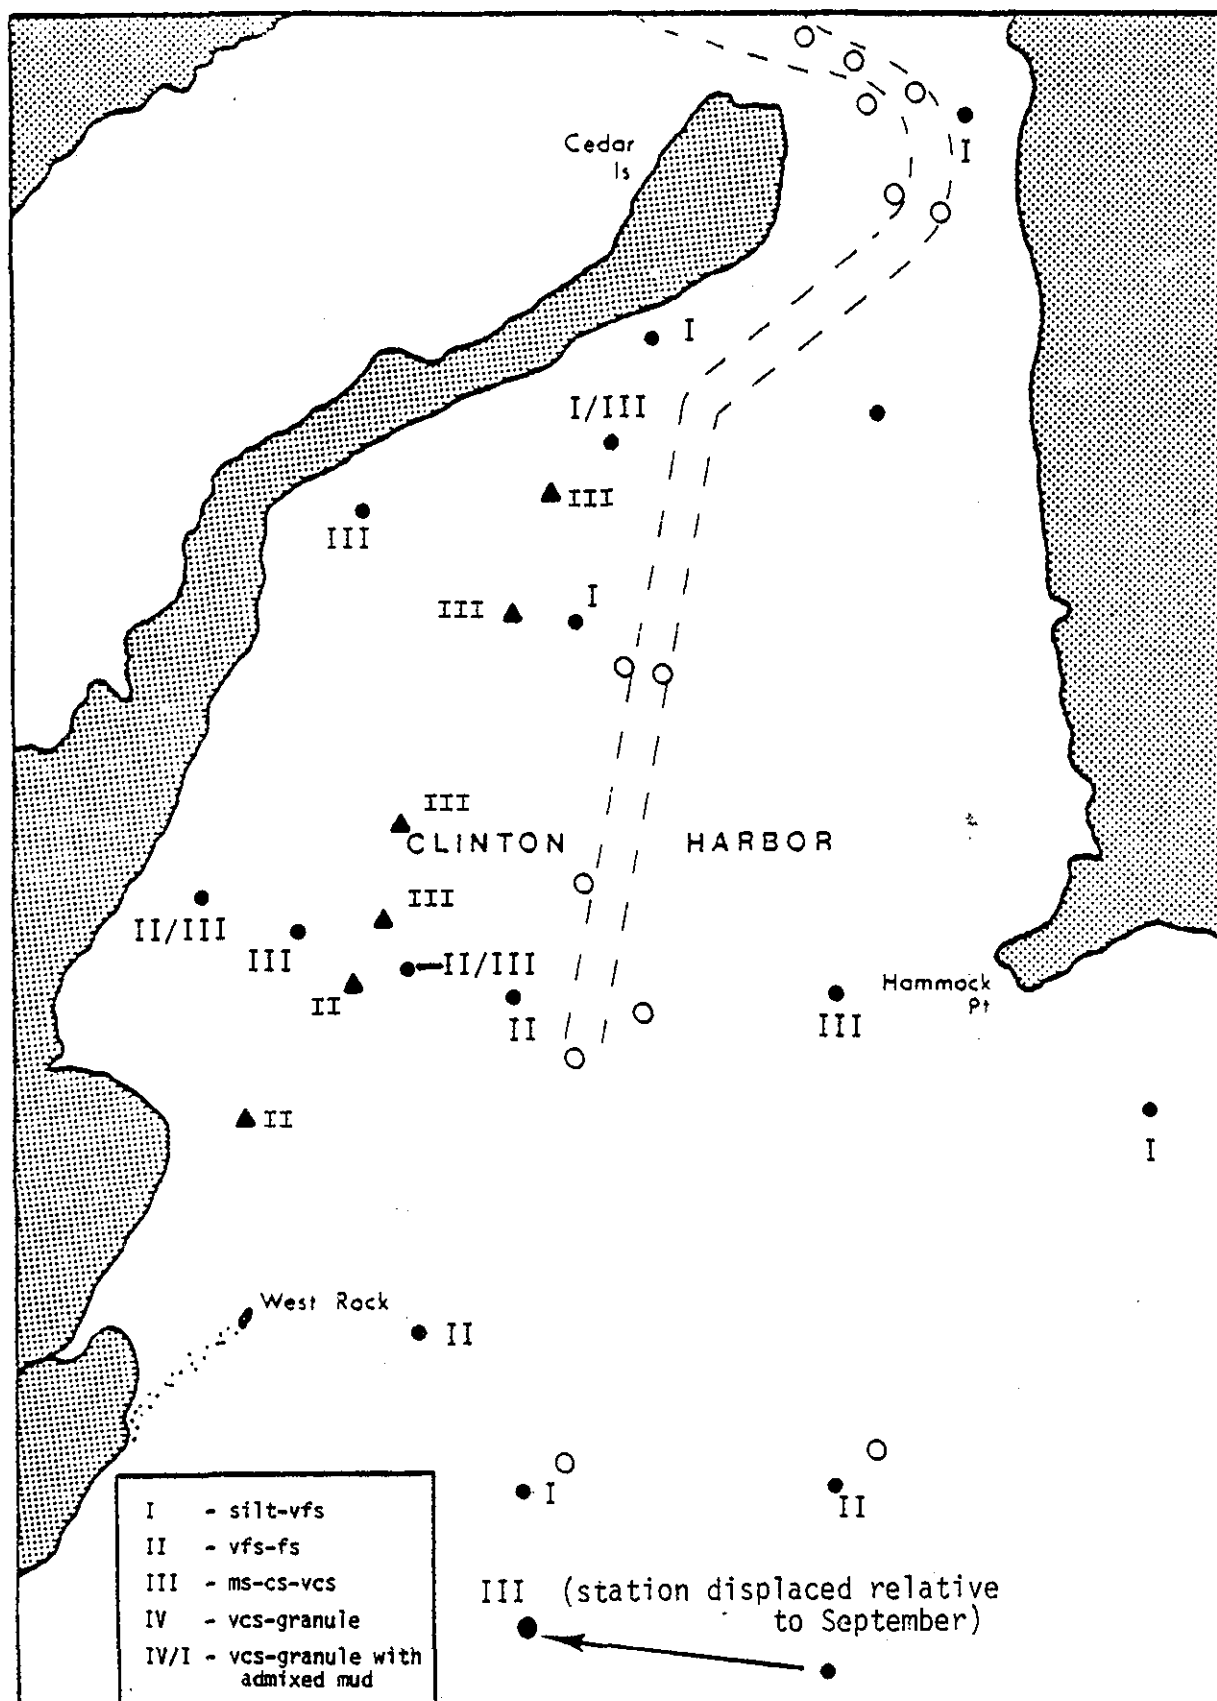 Cedar
Is
I
I
I/III
III
III
I
III
III
CLINTON HARBOR
III
II/III
III
II/III
II
II
III
Hammock
Pt
II
I
West Rock
II
I
II
I - silt-vfs
II - vfs-fs
III - ms-cs-vcs
IV - vcs-granule
IV/I - vcs-granule with
admixed mud
III (station displaced relative
to September)